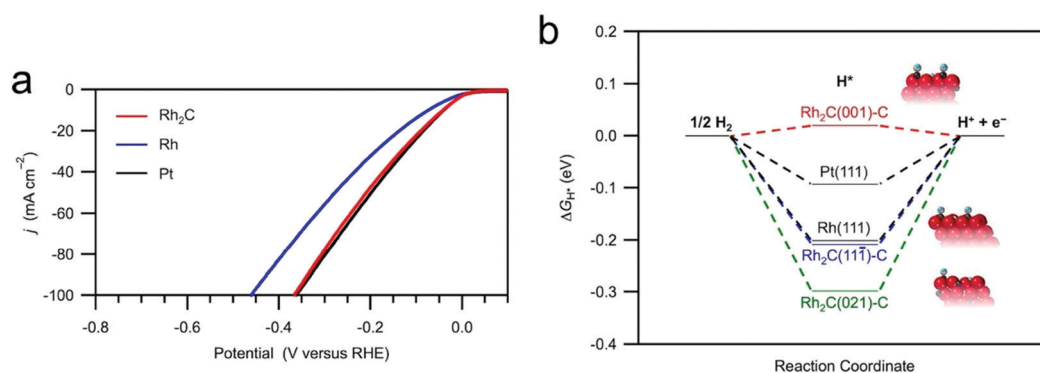 a
0
-20
-40
-60
-80
-100
j (mA cm⁻²)
Rh₂C
Rh
Pt
-0.8
-0.6
-0.4
-0.2
0.0
Potential (V versus RHE)
b
0.2
0.1
0.0
-0.1
-0.2
-0.3
-0.4
ΔG_H* (eV)
H*
1/2 H₂
Rh₂C(001)-C
H⁺ + e⁻
Pt(111)
Rh(111)
Rh₂C(111̄)-C
Rh₂C(021)-C
Reaction Coordinate